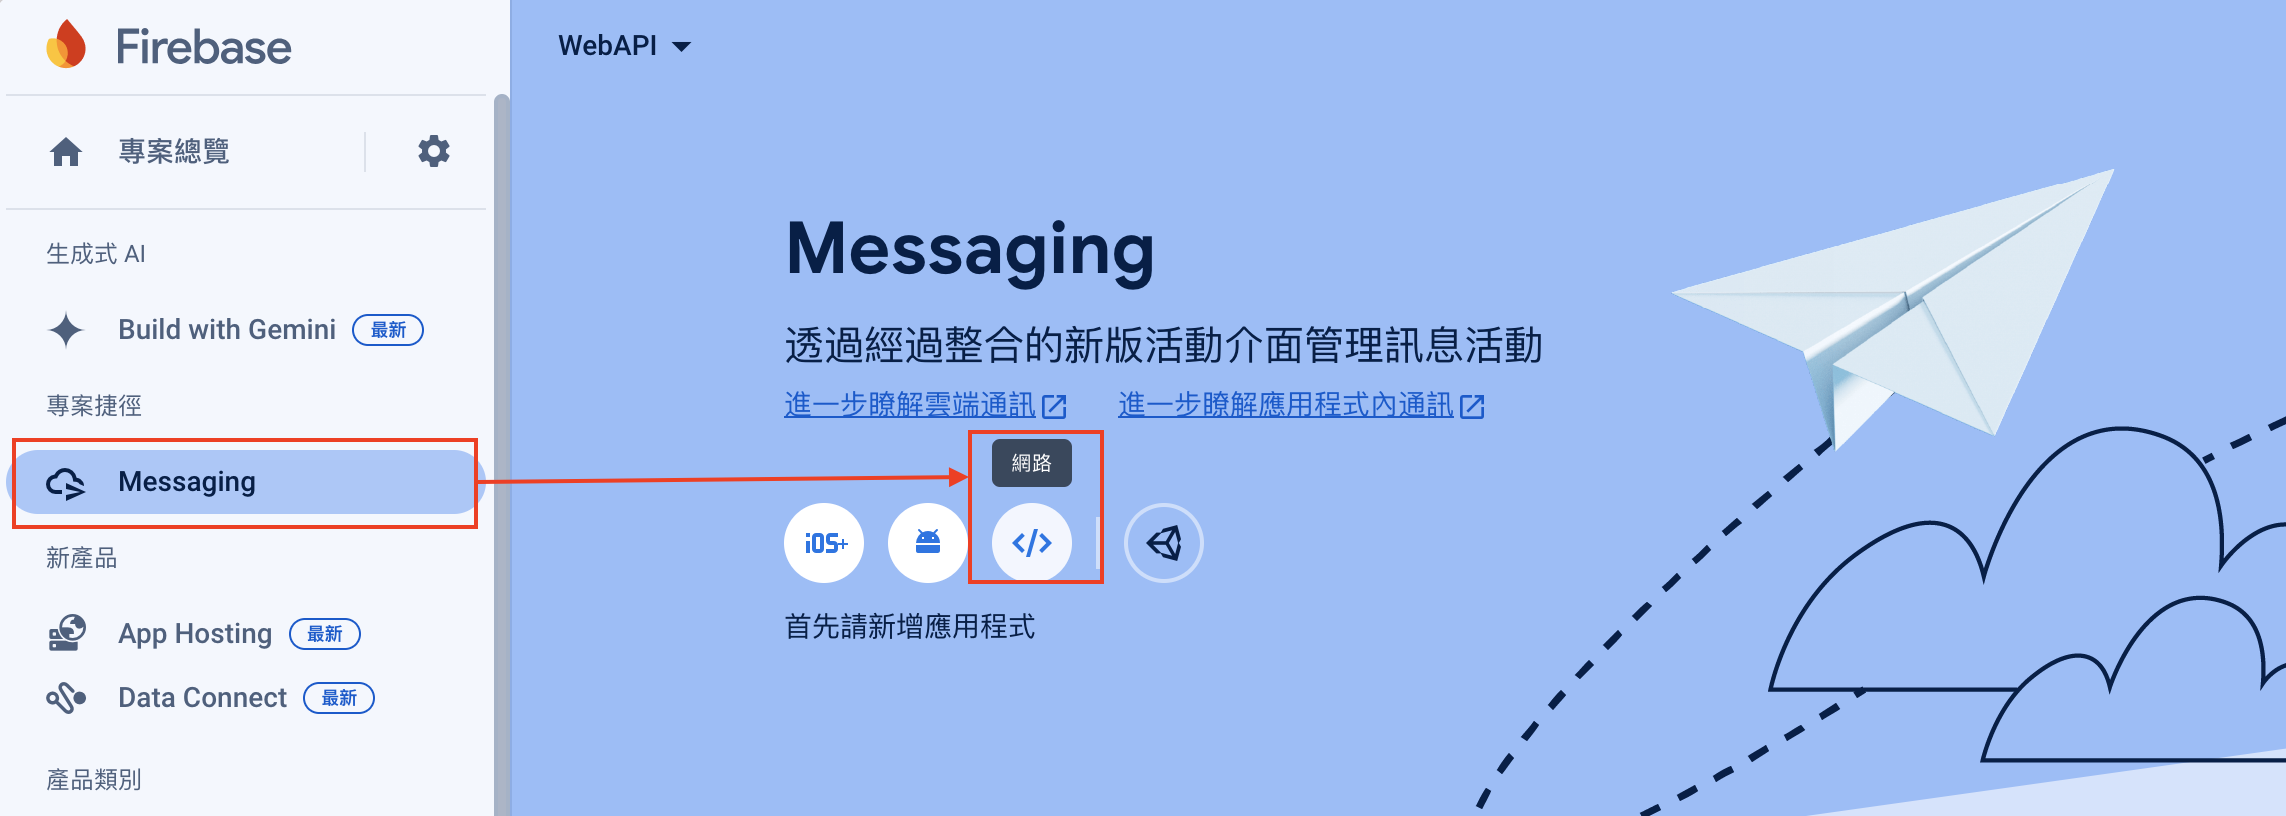 Firebase
專案總覽
生成式 AI
Build with Gemini 最新
專案捷徑
Messaging
新產品
App Hosting 最新
Data Connect 最新
產品類別
WebAPI
Messaging
透過經過整合的新版活動介面管理訊息活動
進一步瞭解雲端通訊 進一步瞭解應用程式內通訊
網路
iOS+
</>
首先請新增應用程式